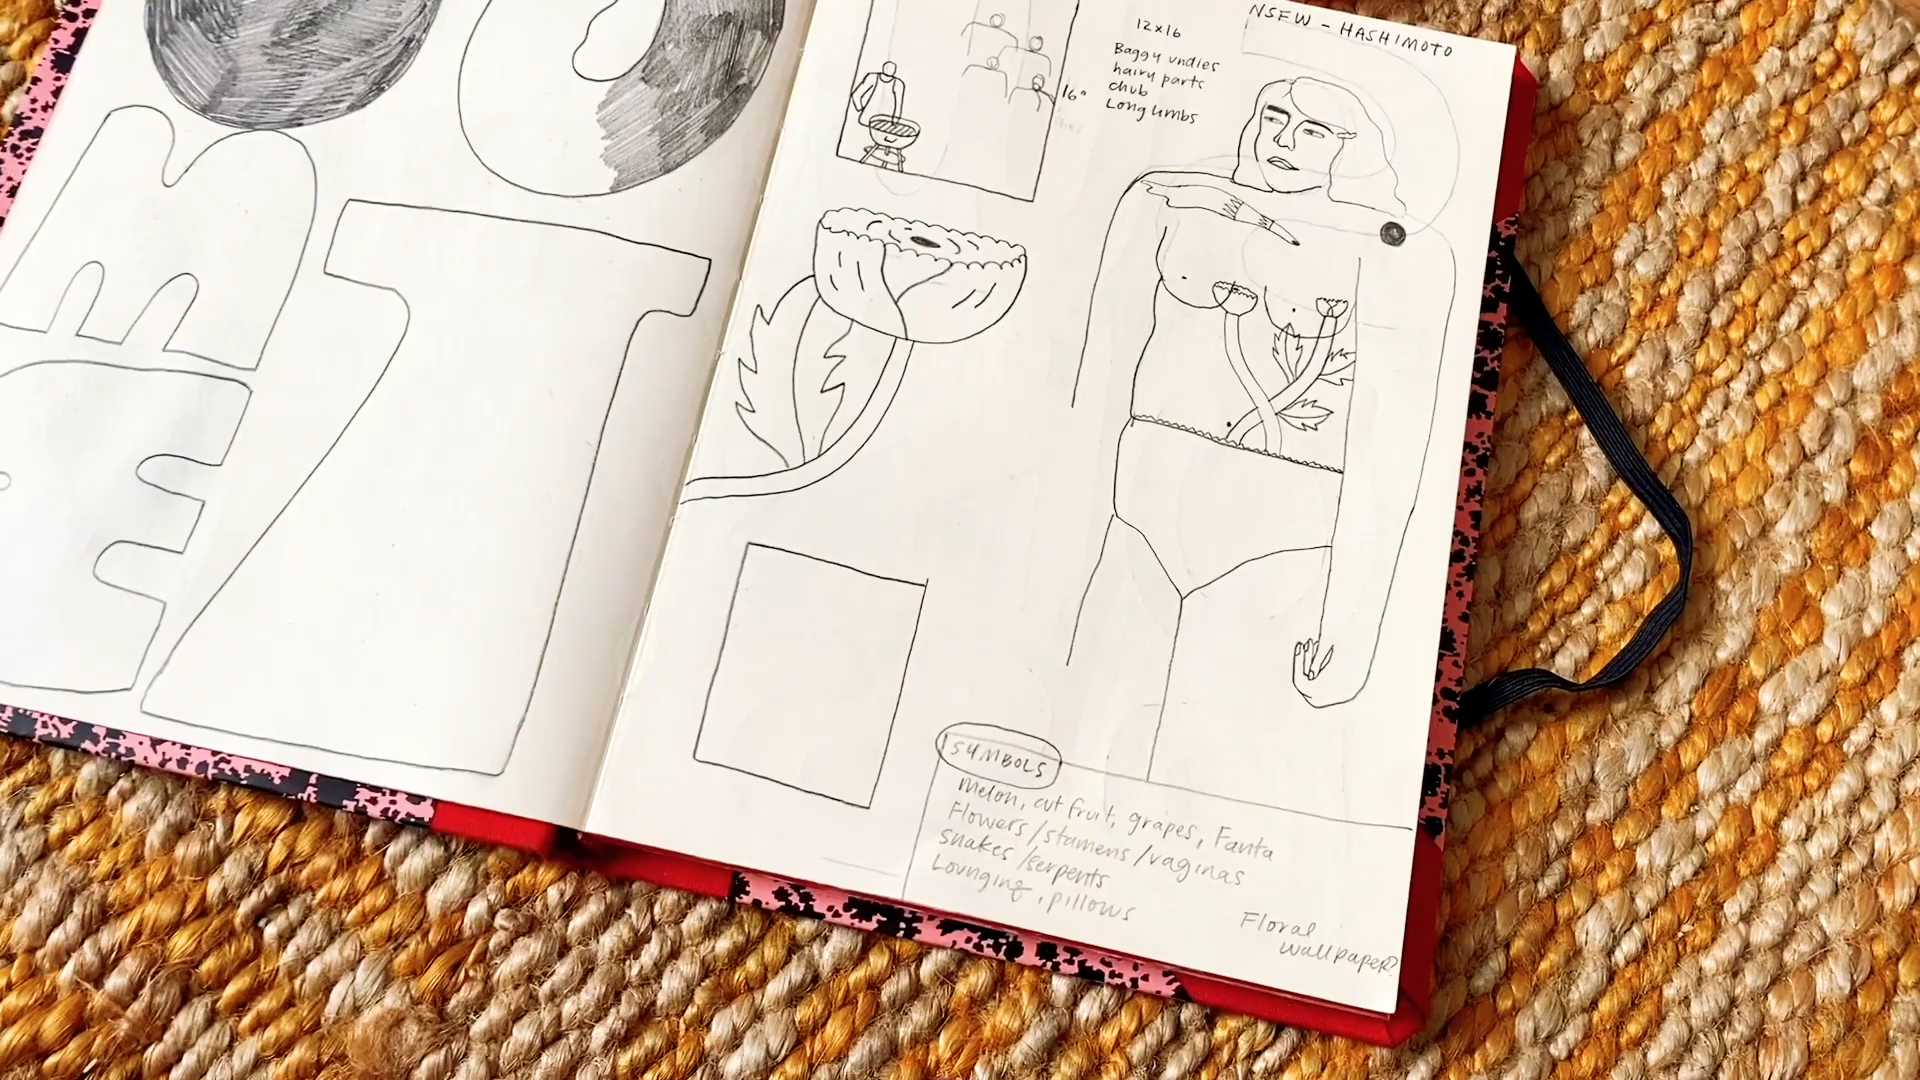 NSFW - HASHIMOTO
12x16
Baggy undies
hairy parts
chub
Long limbs
16"
SYMBOLS
melon, cut fruit, grapes, Fanta
Flowers/stamens/vaginas
snakes/serpents
Lounging, pillows
Floral
wallpaper?